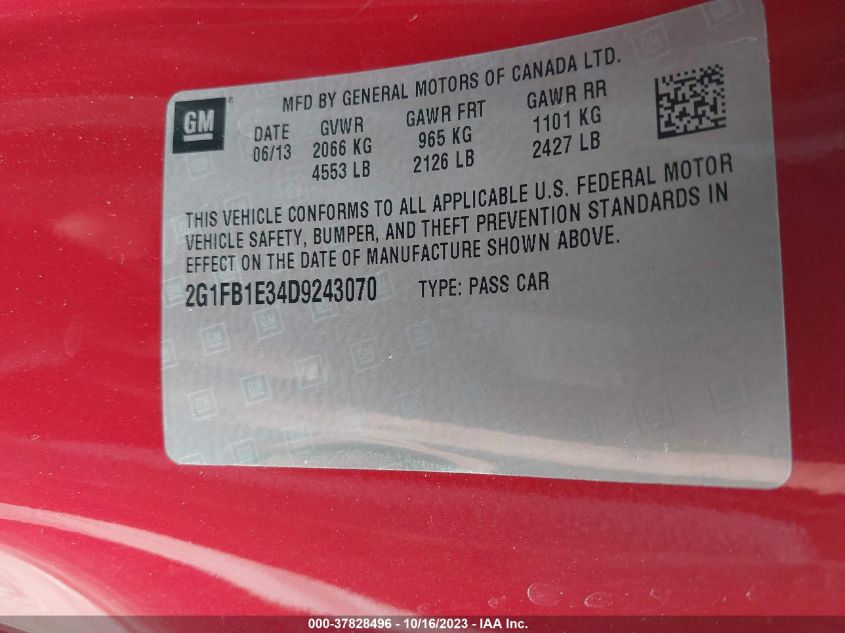 MFD BY GENERAL MOTORS OF CANADA LTD.
GM
DATE GVWR GAWR FRT GAWR RR
06/13 2066 KG 965 KG 1101 KG
4553 LB 2126 LB 2427 LB
THIS VEHICLE CONFORMS TO ALL APPLICABLE U.S. FEDERAL MOTOR
VEHICLE SAFETY, BUMPER, AND THEFT PREVENTION STANDARDS IN
EFFECT ON THE DATE OF MANUFACTURE SHOWN ABOVE.
2G1FB1E34D9243070 TYPE: PASS CAR
000-37828496 - 10/16/2023 - IAA Inc.